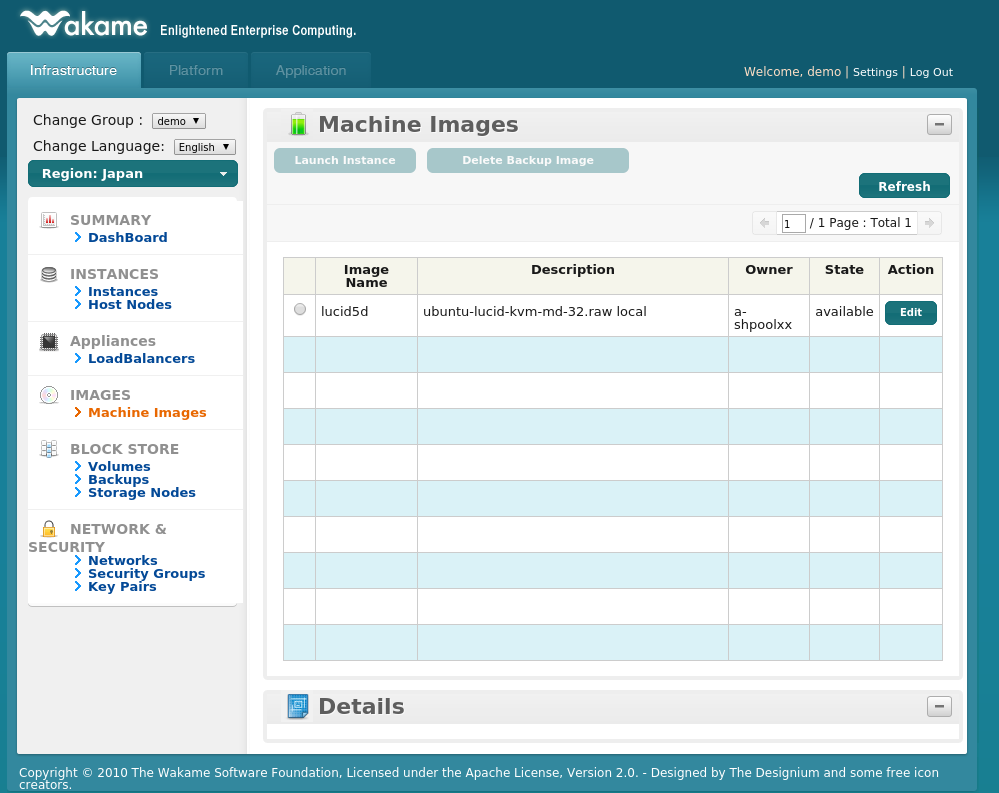 Wakame Enlightened Enterprise Computing.
Infrastructure Platform Application
Welcome, demo | Settings | Log Out
Change Group : demo
Change Language: English
Region: Japan
SUMMARY
DashBoard
INSTANCES
Instances
Host Nodes
Appliances
LoadBalancers
IMAGES
Machine Images
BLOCK STORE
Volumes
Backups
Storage Nodes
NETWORK &
SECURITY
Networks
Security Groups
Key Pairs
Machine Images
Launch Instance Delete Backup Image
Refresh
1 / 1 Page : Total 1
Image
Name Description Owner State Action
lucid5d ubuntu-lucid-kvm-md-32.raw local a-
shpoolxx available Edit
Details
Copyright © 2010 The Wakame Software Foundation, Licensed under the Apache License, Version 2.0. - Designed by The Designium and some free icon
creators.